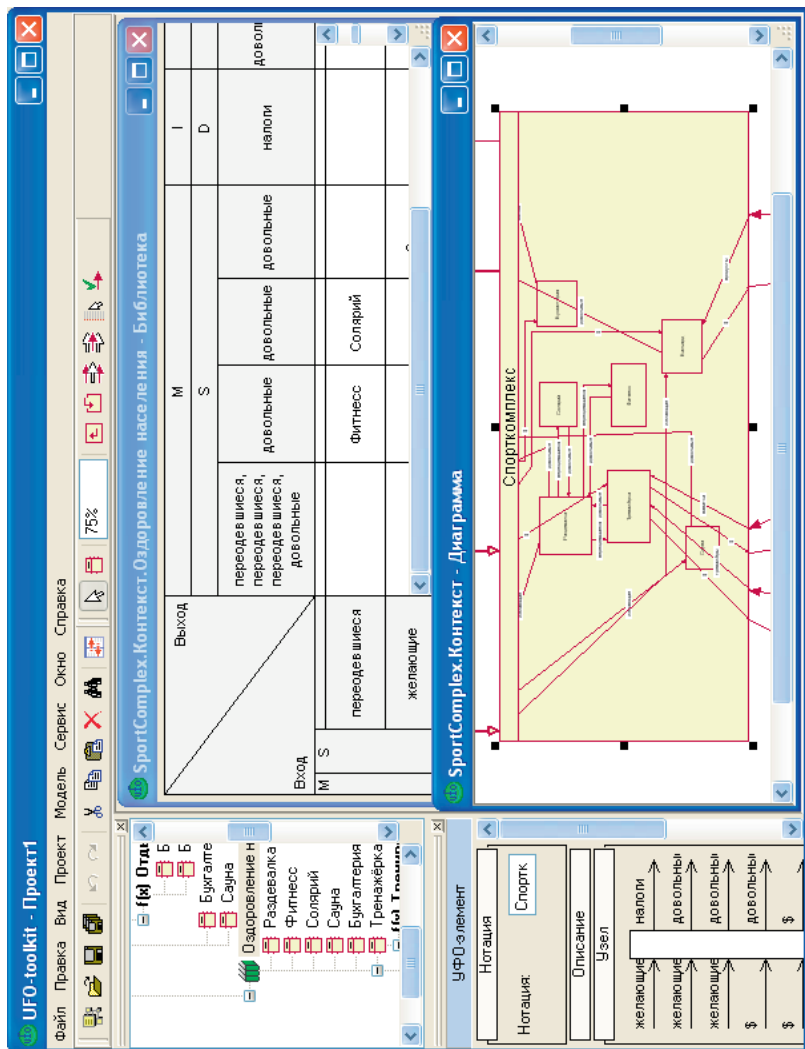 UFO-toolkit - Проект1
Файл Правка Вид Проект Модель Сервис Окно Справка
75%
f(x) Отде
Б
Б
Бухгалте
Сауна
Оздоровление н
Раздевалка
Фитнесс
Солярий
Сауна
Бухгалтерия
Тренажёрка
УФО-элемент
Нотация
Нотация:
Спортк
Описание
Узел
желающие налоги
желающие довольны
желающие довольны
$ довольны
$ $
SportComplex.Контекст.Оздоровление населения - Библиотека
Вход
Выход
M I
S D
переодевшиеся, переодевшиеся, переодевшиеся, довольные
довольные
довольные
довольные
налоги
довол
M
S
переодевшиеся
Фитнесс
Солярий
желающие
SportComplex.Контекст - Диаграмма
Спорткомплекс